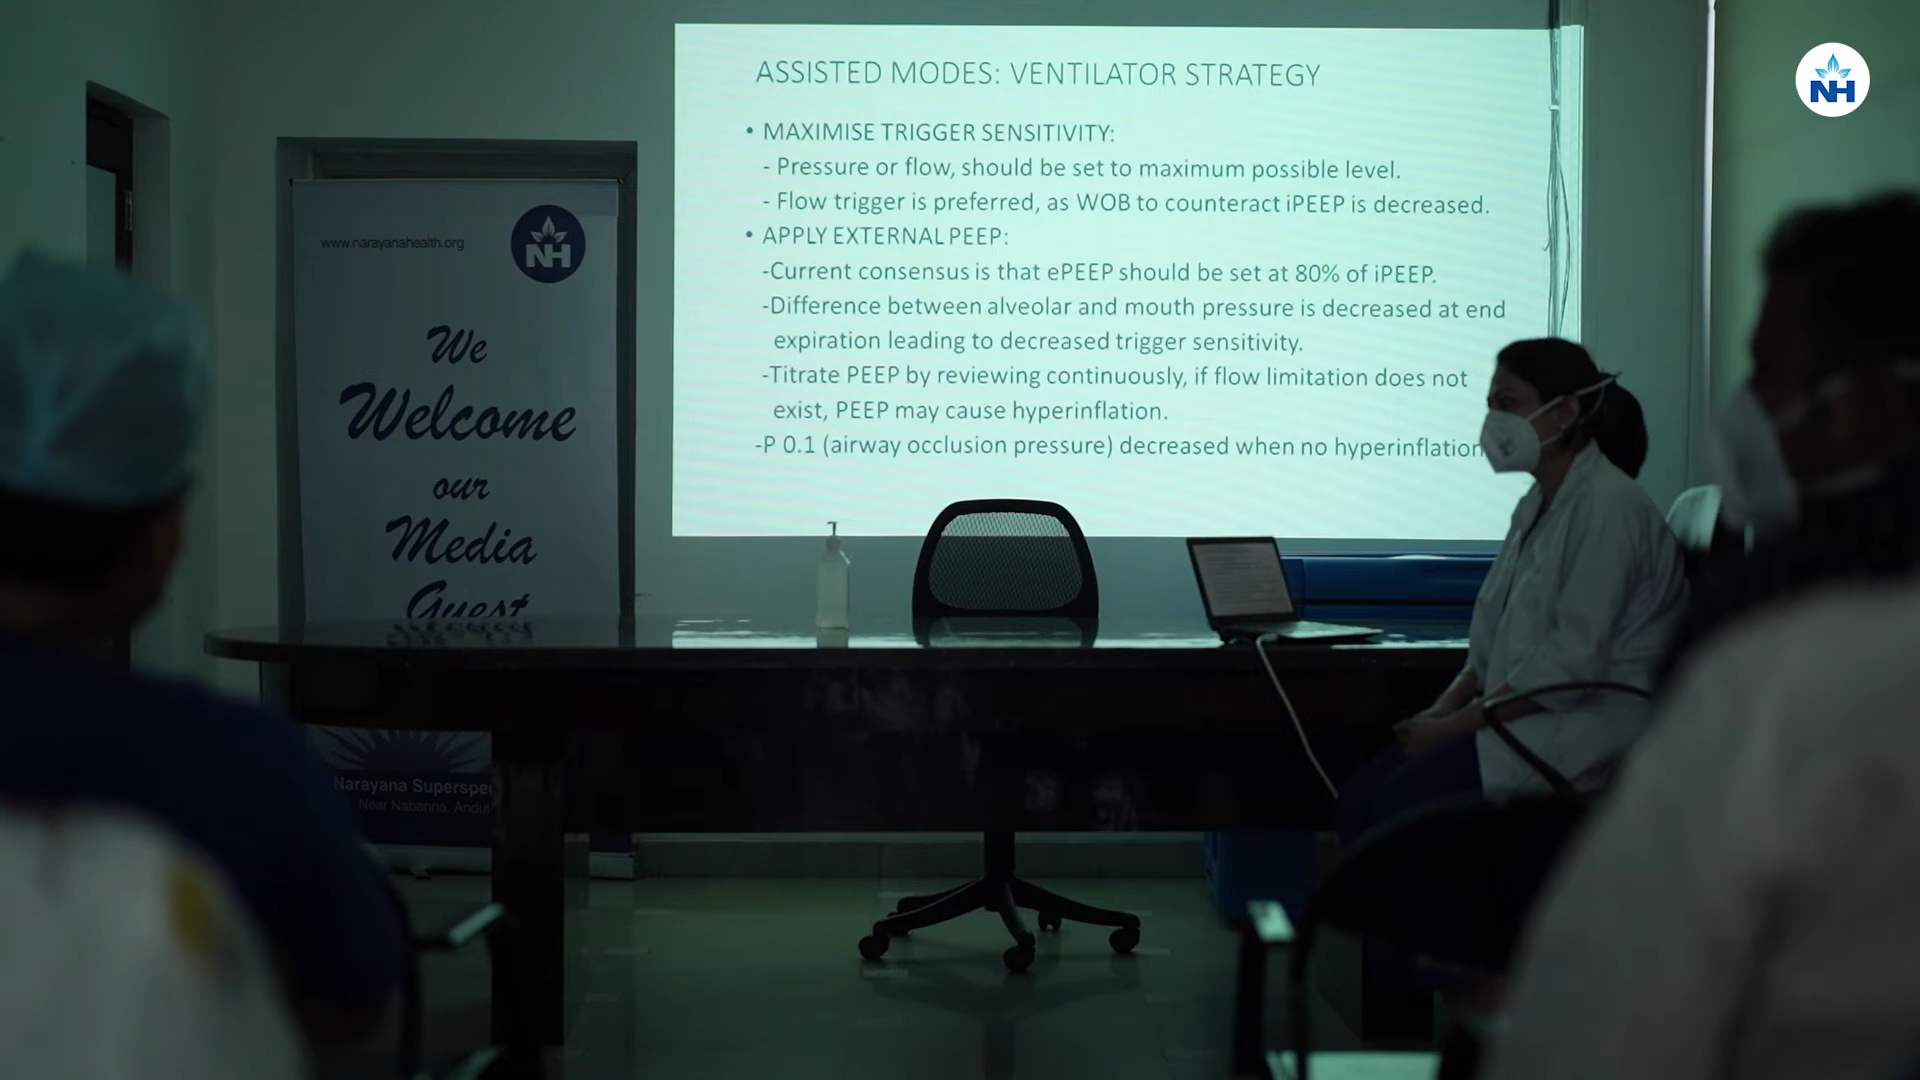 NH
www.narayanahealth.org
NH
We
Welcome
our
Media
Guest
Narayana Superspec
Near Nabanna, Andul
ASSISTED MODES: VENTILATOR STRATEGY
• MAXIMISE TRIGGER SENSITIVITY:
- Pressure or flow, should be set to maximum possible level.
- Flow trigger is preferred, as WOB to counteract iPEEP is decreased.
• APPLY EXTERNAL PEEP:
-Current consensus is that ePEEP should be set at 80% of iPEEP.
-Difference between alveolar and mouth pressure is decreased at end
expiration leading to decreased trigger sensitivity.
-Titrate PEEP by reviewing continuously, if flow limitation does not
exist, PEEP may cause hyperinflation.
-P 0.1 (airway occlusion pressure) decreased when no hyperinflation